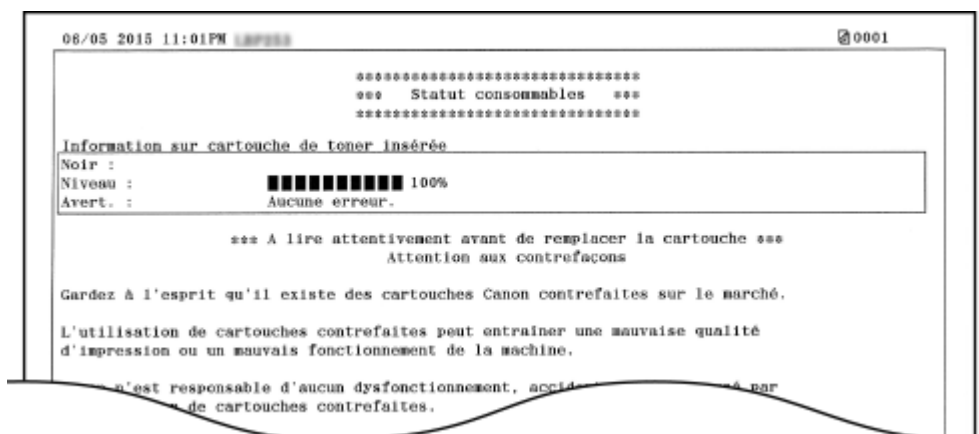 08/05 2015 11:01PM
0001
******************************
*** Statut consommables ***
******************************
Information sur cartouche de toner insérée
Noir :
Niveau : 100%
Avert. : Aucune erreur.
*** A lire attentivement avant de remplacer la cartouche ***
Attention aux contrefaçons
Gardez à l'esprit qu'il existe des cartouches Canon contrefaites sur le marché.
L'utilisation de cartouches contrefaites peut entraîner une mauvaise qualité
d'impression ou un mauvais fonctionnement de la machine.
n'est responsable d'aucun dysfonctionnement, par
de cartouches contrefaites.